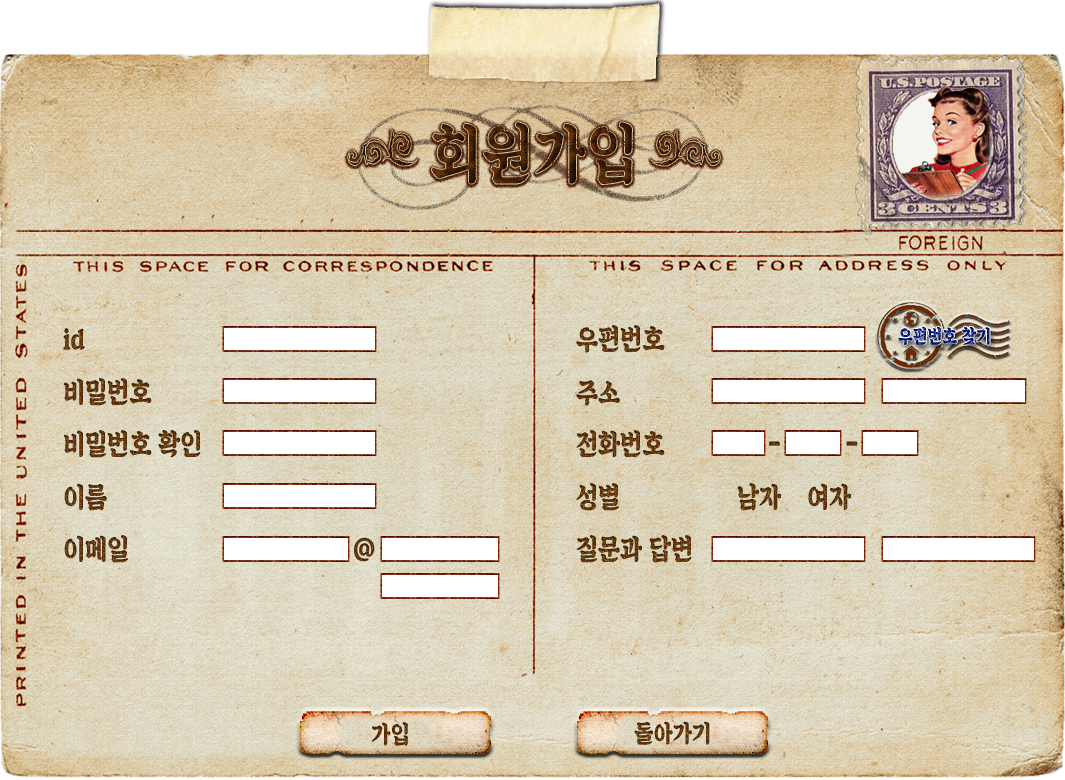 회원가입
U.S. POSTAGE
3 CENTS 3
FOREIGN
THIS SPACE FOR CORRESPONDENCE
THIS SPACE FOR ADDRESS ONLY
PRINTED IN THE UNITED STATES
id
비밀번호
비밀번호 확인
이름
이메일 @
우편번호 우편번호 찾기
주소
전화번호 - -
성별 남자 여자
질문과 답변
가입
돌아가기